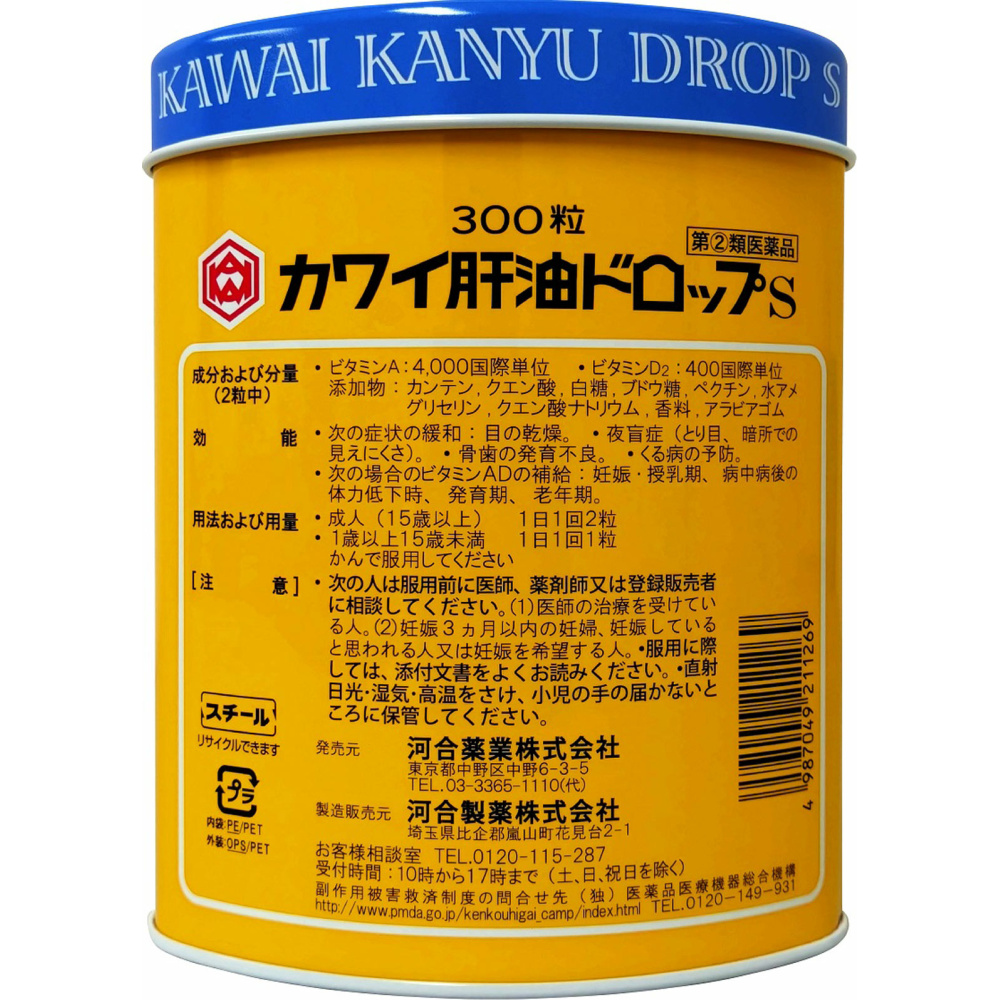 KAWAI KANYU DROP S
300粒
第②類医薬品
カワイ肝油ドロップS
成分および分量
(2粒中)
・ビタミンA:4,000国際単位 ・ビタミンD2:400国際単位
添加物:カンテン,クエン酸,白糖,ブドウ糖,ペクチン,水アメ
グリセリン,クエン酸ナトリウム,香料,アラビアゴム
効能
・次の症状の緩和:目の乾燥。 ・夜盲症(とり目、暗所での
見えにくさ)。 ・骨歯の発育不良。 ・くる病の予防。
・次の場合のビタミンADの補給:妊娠・授乳期、病中病後の
体力低下時、発育期、老年期。
用法および用量
・成人(15歳以上) 1日1回2粒
・1歳以上15歳未満 1日1回1粒
かんで服用してください
[注意]
・次の人は服用前に医師、薬剤師又は登録販売者
に相談してください。(1)医師の治療を受けてい
る人。(2)妊娠3ヵ月以内の妊婦、妊娠している
と思われる人又は妊娠を希望する人。・服用に際
しては、添付文書をよくお読みください。・直射
日光・湿気・高温をさけ、小児の手の届かないと
ころに保管してください。
スチール
リサイクルできます
プラ
内袋:PE/PET
外装:OPS/PET
発売元 河合薬業株式会社
東京都中野区中野6-3-5
TEL.03-3365-1110(代)
製造販売元 河合製薬株式会社
埼玉県比企郡嵐山町花見台2-1
お客様相談室 TEL.0120-115-287
受付時間:10時から17時まで(土、日、祝日を除く)
副作用被害救済制度の問合せ先(独)医薬品医療機器総合機構
http://www.pmda.go.jp/kenkouhigai_camp/index.html TEL.0120-149-931
4 987049 211269